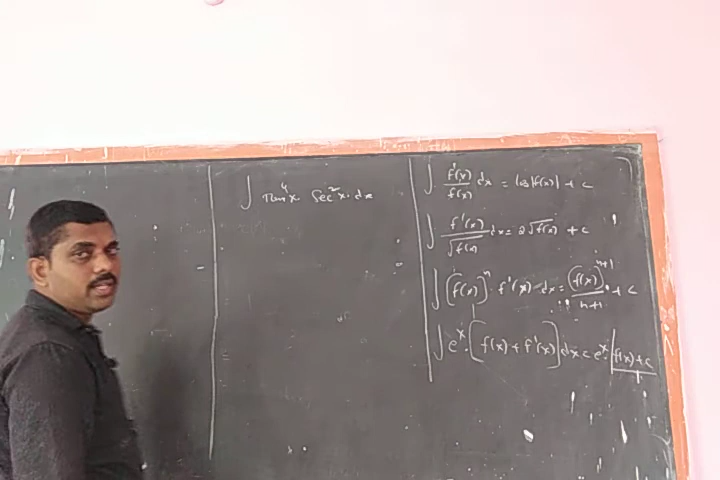 ∫ Tan⁴x Sec²x. dx
∫ f'(x)/f(x) dx = log|f(x)| + c
∫ f'(x)/√f(x) dx = 2√f(x) + c
∫ (f(x))ⁿ. f'(x) dx = (f(x))ⁿ⁺¹/n+1 + c
∫ eˣ. [f(x) + f'(x)] dx = eˣ. f(x) + c